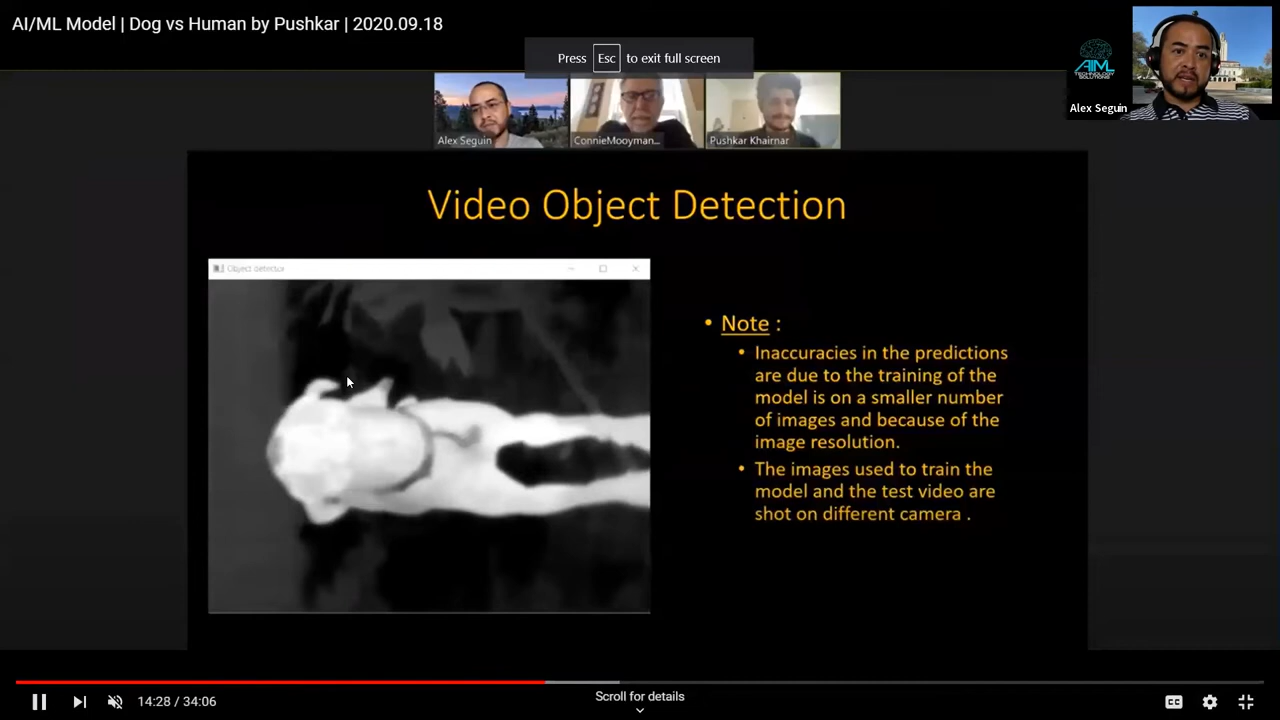 AI/ML Model | Dog vs Human by Pushkar | 2020.09.18
Press Esc to exit full screen
AIML
TECHNOLOGY
SOLUTIONS
Alex Seguin
Alex Seguin
ConnieMooyman...
Pushkar Khairnar
Video Object Detection
Object detector
• Note :
• Inaccuracies in the predictions
are due to the training of the
model is on a smaller number
of images and because of the
image resolution.
• The images used to train the
model and the test video are
shot on different camera .
14:28 / 34:06
Scroll for details
CC